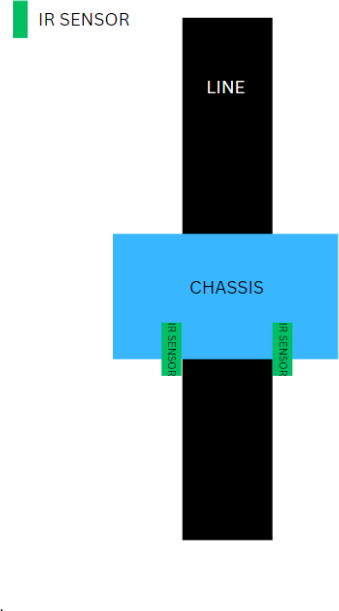 IR SENSOR
LINE
CHASSIS
IR SENSOR
IR SENSOR
.